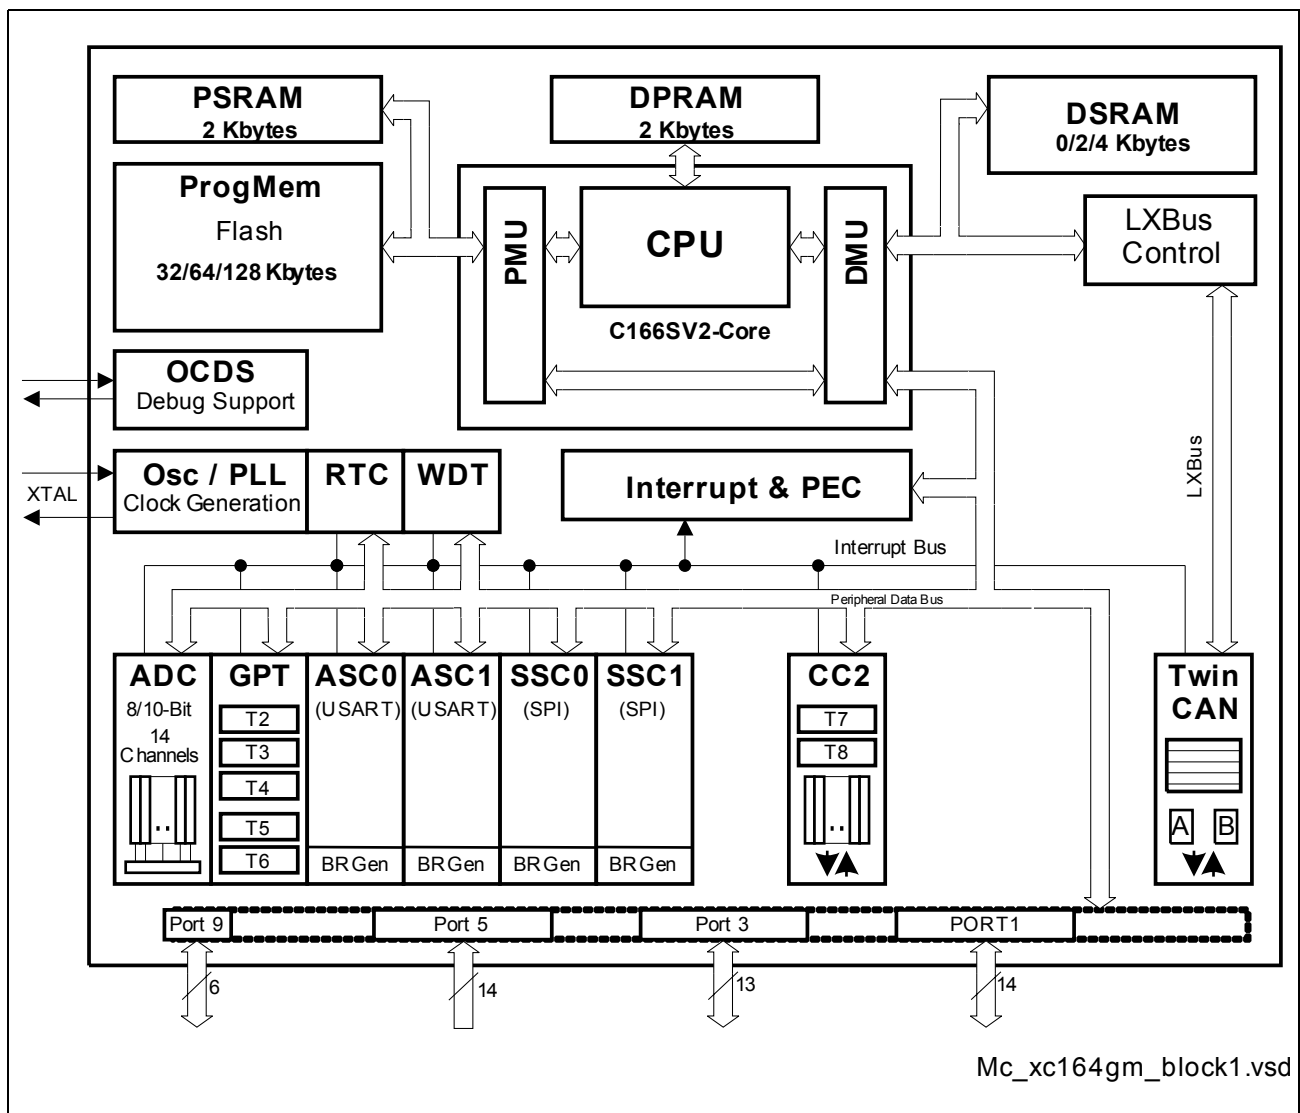 PSRAM
2 Kbytes
DPRAM
2 Kbytes
DSRAM
0/2/4 Kbytes
ProgMem
Flash
32/64/128 Kbytes
PMU
CPU
DMU
C166SV2-Core
LXBus
Control
OCDS
Debug Support
Osc / PLL
Clock Generation
RTC
WDT
Interrupt & PEC
XTAL
LXBus
Interrupt Bus
Peripheral Data Bus
ADC
8/10-Bit
14
Channels
GPT
T2
T3
T4
T5
T6
ASC0
(USART)
BRGen
ASC1
(USART)
BRGen
SSC0
(SPI)
BRGen
SSC1
(SPI)
BRGen
CC2
T7
T8
Twin
CAN
A
B
Port 9
Port 5
Port 3
PORT1
6
14
13
14
Mc_xc164gm_block1.vsd